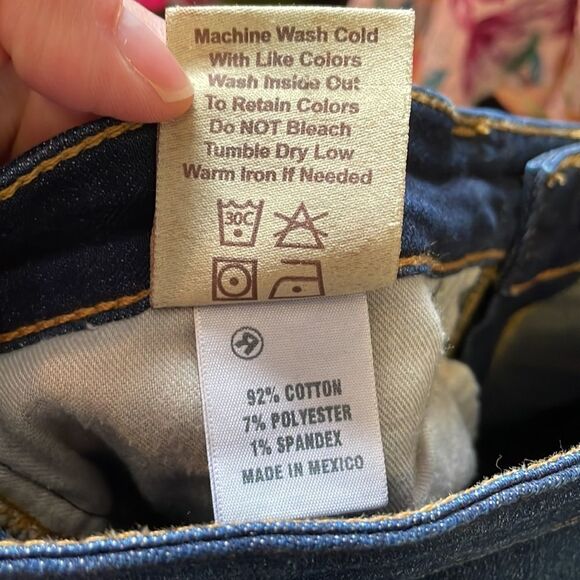 Machine Wash Cold
With Like Colors
Wash Inside Out
To Retain Colors
Do NOT Bleach
Tumble Dry Low
Warm Iron If Needed
30C
92% COTTON
7% POLYESTER
1% SPANDEX
MADE IN MEXICO